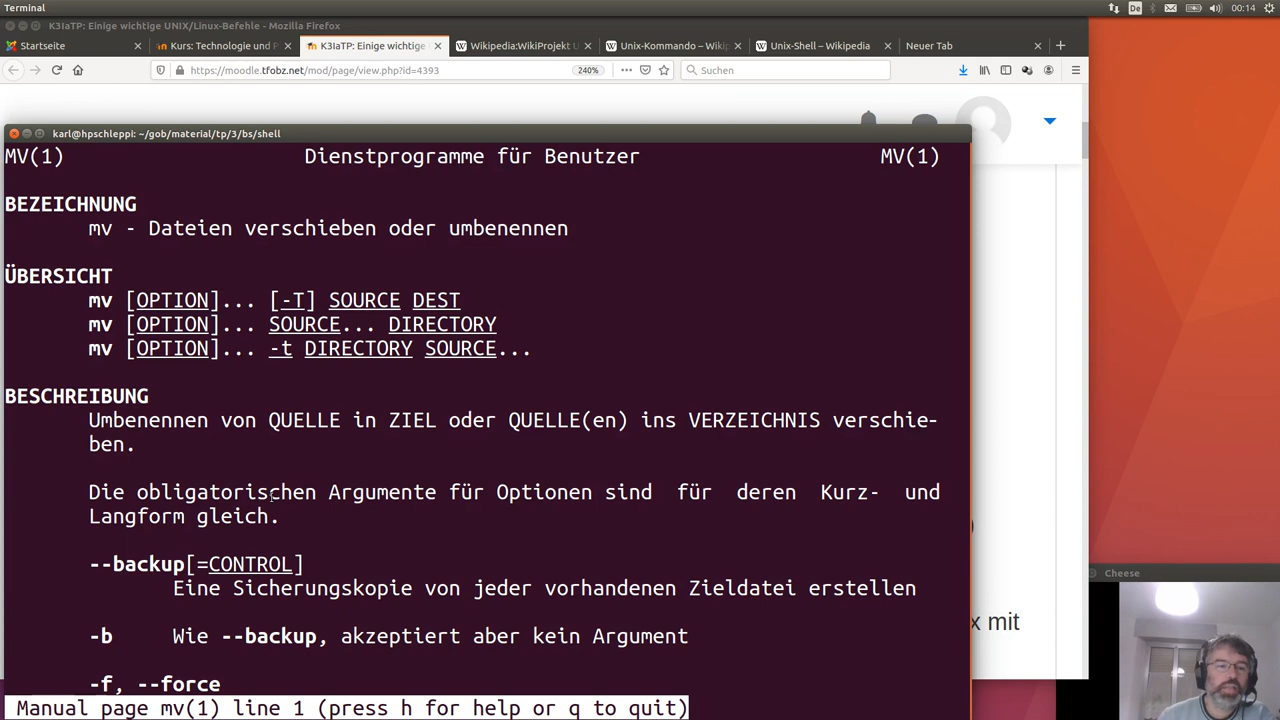 Terminal
De
00:14
K3IaTP: Einige wichtige UNIX/Linux-Befehle - Mozilla Firefox
Startseite
Kurs: Technologie und P
K3IaTP: Einige wichtige
Wikipedia:WikiProjekt U
Unix-Kommando – Wikip
Unix-Shell – Wikipedia
Neuer Tab
https://moodle.tfobz.net/mod/page/view.php?id=4393
240%
Suchen
karl@hpschleppi: ~/gob/material/tp/3/bs/shell
MV(1) Dienstprogramme für Benutzer MV(1)
BEZEICHNUNG
mv - Dateien verschieben oder umbenennen
ÜBERSICHT
mv [OPTION]... [-T] SOURCE DEST
mv [OPTION]... SOURCE... DIRECTORY
mv [OPTION]... -t DIRECTORY SOURCE...
BESCHREIBUNG
Umbenennen von QUELLE in ZIEL oder QUELLE(en) ins VERZEICHNIS verschie-
ben.
Die obligatorischen Argumente für Optionen sind für deren Kurz- und
Langform gleich.
--backup[=CONTROL]
Eine Sicherungskopie von jeder vorhandenen Zieldatei erstellen
-b Wie --backup, akzeptiert aber kein Argument
-f, --force
Manual page mv(1) line 1 (press h for help or q to quit)
Cheese
x mit